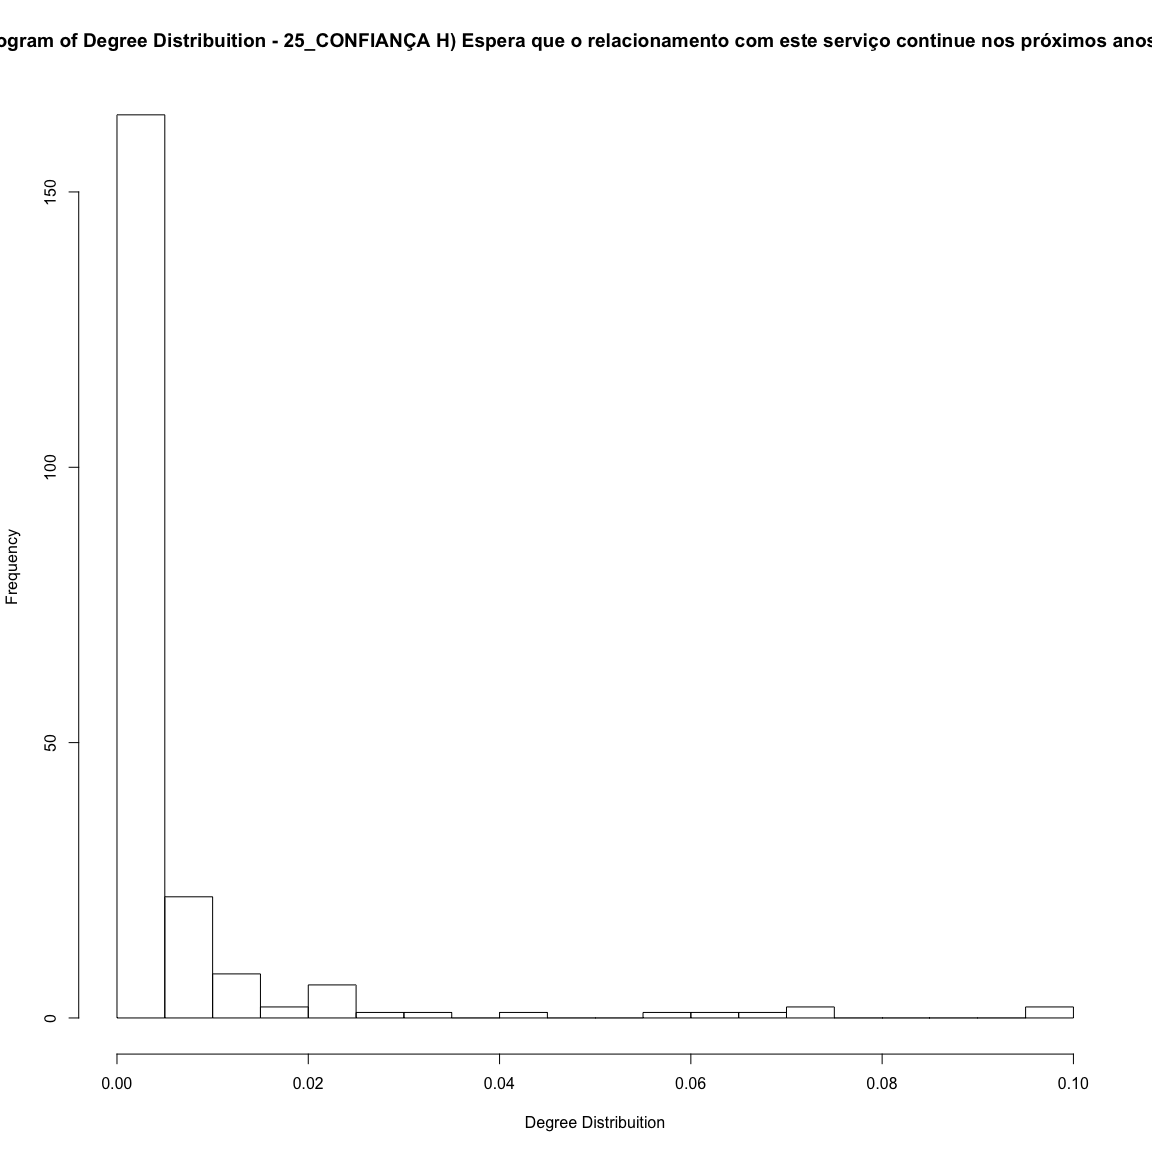 ogram of Degree Distribuition - 25_CONFIANÇA H) Espera que o relacionamento com este serviço continue nos próximos anos
Frequency
150
100
50
0
0.00 0.02 0.04 0.06 0.08 0.10
Degree Distribuition